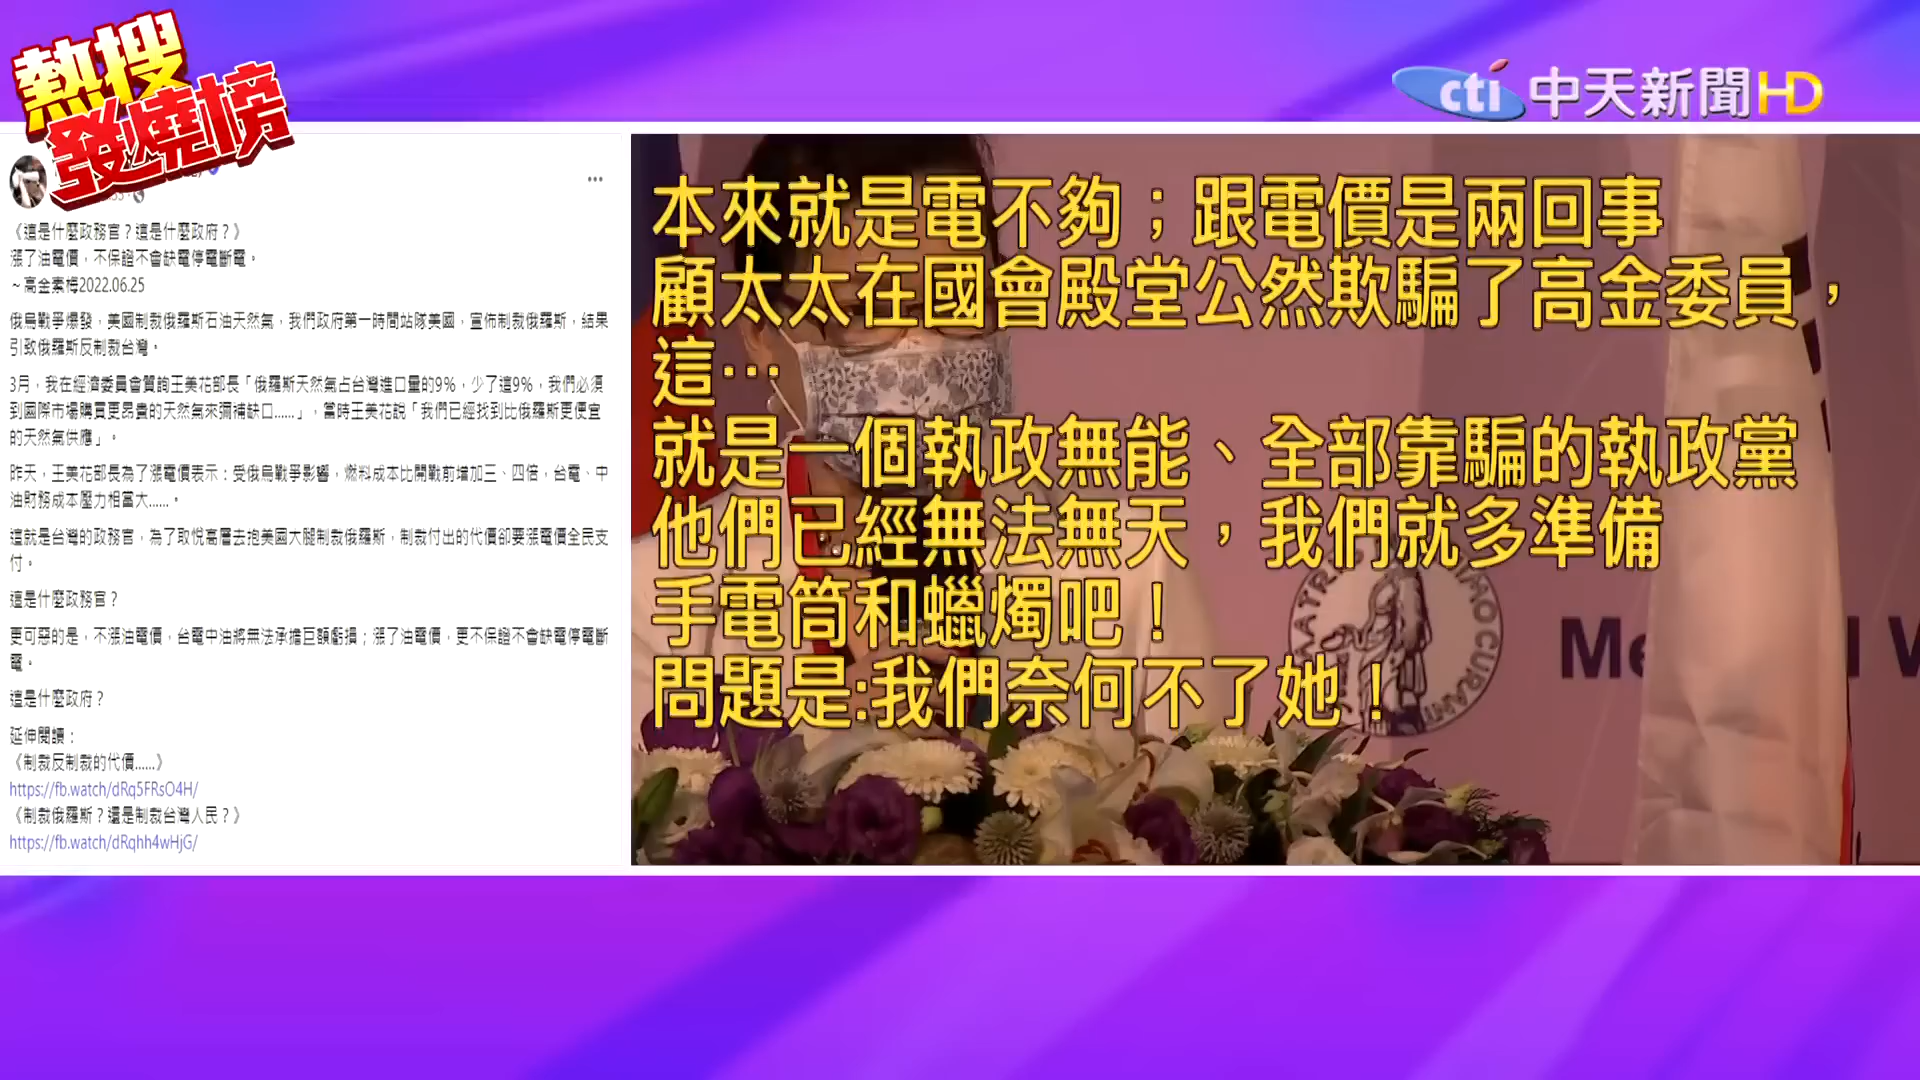 熱搜
發燒榜
cti 中天新聞HD
《這是什麼政務官？這是什麼政府？》
漲了油電價，不保證不會缺電停電斷電。
～高金素梅2022.06.25
俄烏戰爭爆發，美國制裁俄羅斯石油天然氣，我們政府第一時間站隊美國，宣佈制裁俄羅斯，結果
引致俄羅斯反制裁台灣。
3月，我在經濟委員會質詢王美花部長「俄羅斯天然氣占台灣進口量的9%，少了這9%，我們必須
到國際市場購買更昂貴的天然氣來彌補缺口......」，當時王美花說「我們已經找到比俄羅斯更便宜
的天然氣供應」。
昨天，王美花部長為了漲電價表示：受俄烏戰爭影響，燃料成本比開戰前增加三、四倍，台電、中
油財務成本壓力相當大......。
這就是台灣的政務官，為了取悅高層去抱美國大腿制裁俄羅斯，制裁付出的代價卻要漲電價全民支
付。
這是什麼政務官？
更可惡的是，不漲油電價，台電中油將無法承擔巨額虧損；漲了油電價，更不保證不會缺電停電斷
電。
這是什麼政府？
延伸閱讀：
《制裁反制裁的代價......》
https://fb.watch/dRq5FRsO4H/
《制裁俄羅斯？還是制裁台灣人民？》
https://fb.watch/dRqhh4wHjG/
本來就是電不夠；跟電價是兩回事
顧太太在國會殿堂公然欺騙了高金委員，
這…
就是一個執政無能、全部靠騙的執政黨
他們已經無法無天，我們就多準備
手電筒和蠟燭吧！
問題是:我們奈何不了她！